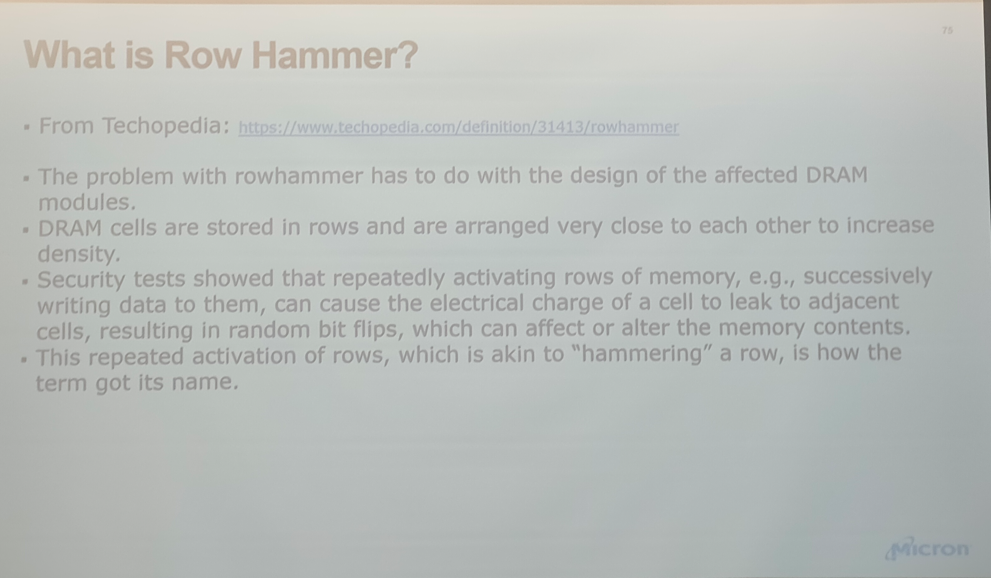 75
What is Row Hammer?
▪ From Techopedia: https://www.techopedia.com/definition/31413/rowhammer
▪ The problem with rowhammer has to do with the design of the affected DRAM
modules.
▪ DRAM cells are stored in rows and are arranged very close to each other to increase
density.
▪ Security tests showed that repeatedly activating rows of memory, e.g., successively
writing data to them, can cause the electrical charge of a cell to leak to adjacent
cells, resulting in random bit flips, which can affect or alter the memory contents.
▪ This repeated activation of rows, which is akin to “hammering” a row, is how the
term got its name.
Micron